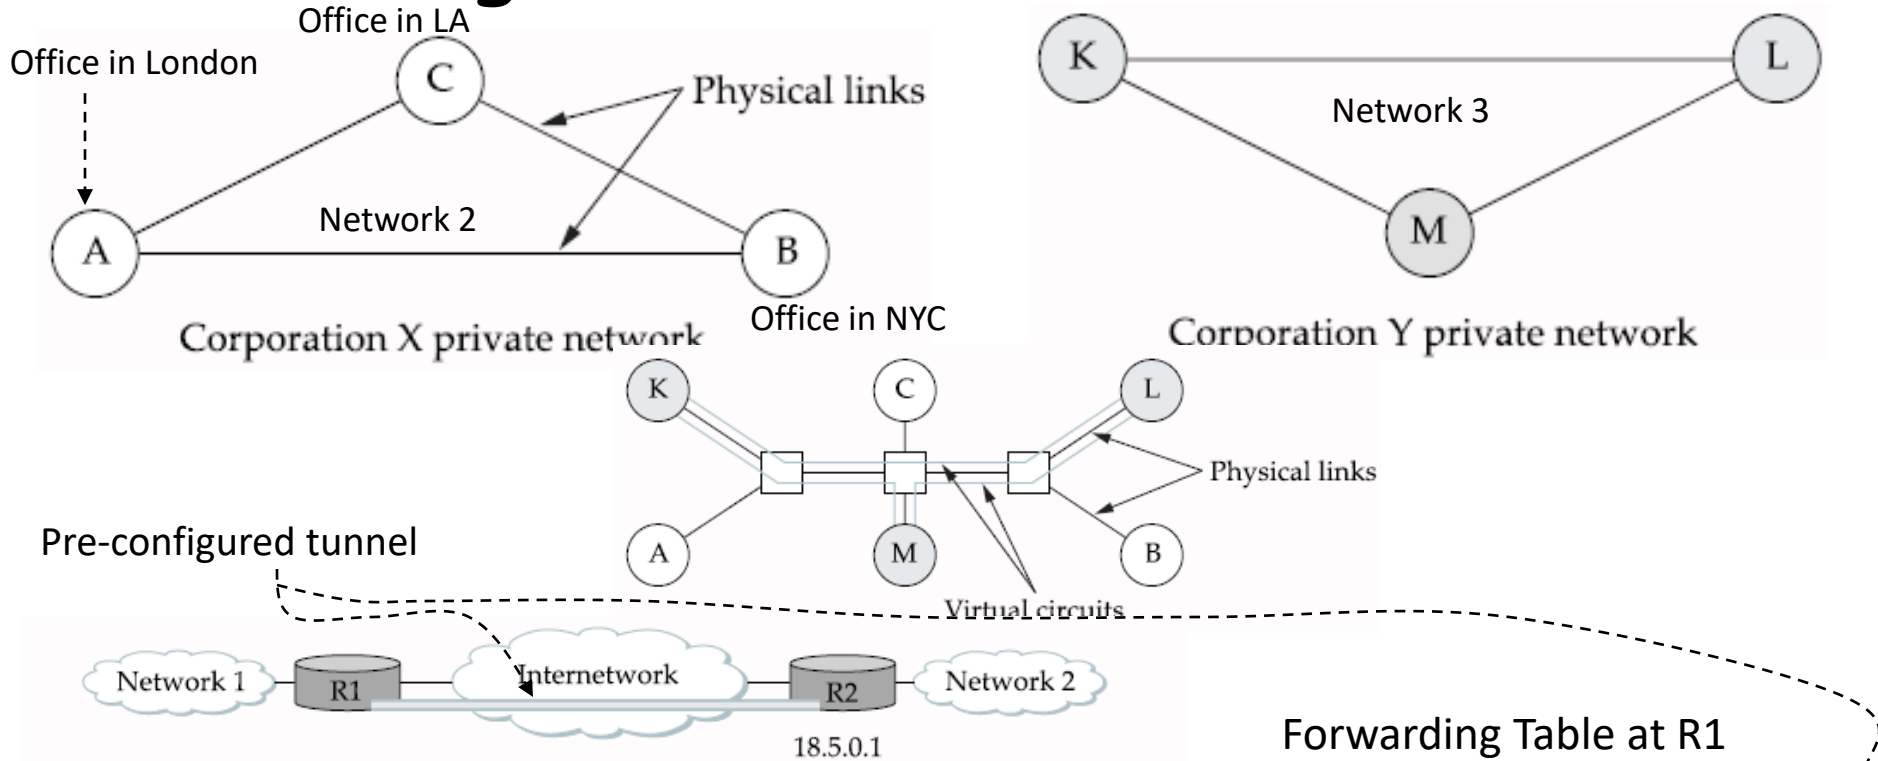 Office in LA
Office in London
C
Physical links
Network 2
A
B
Office in NYC
Corporation X private network
K
L
Network 3
M
Corporation Y private network
K
C
L
Physical links
A
M
B
Virtual circuits
Pre-configured tunnel
Network 1
R1
Internetwork
R2
Network 2
18.5.0.1
Forwarding Table at R1